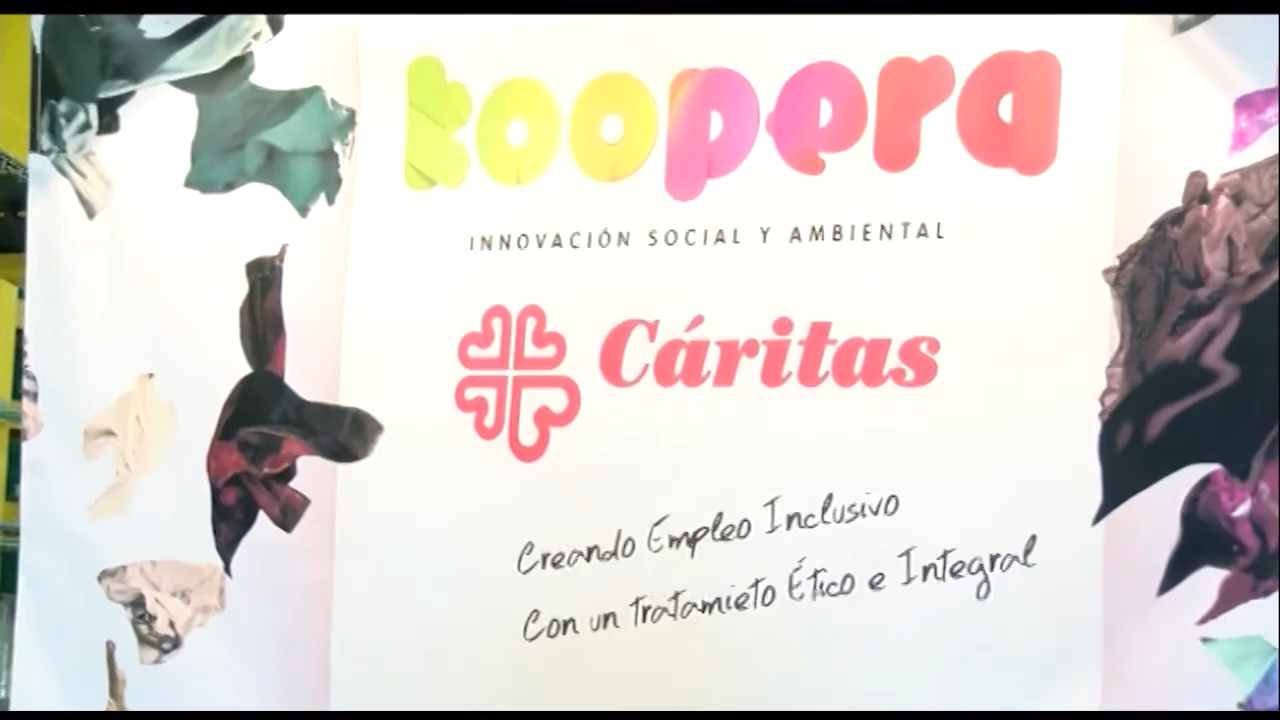 koopera
INNOVACIÓN SOCIAL Y AMBIENTAL
Cáritas
Creando Empleo Inclusivo
Con un tratamieto Ético e Integral